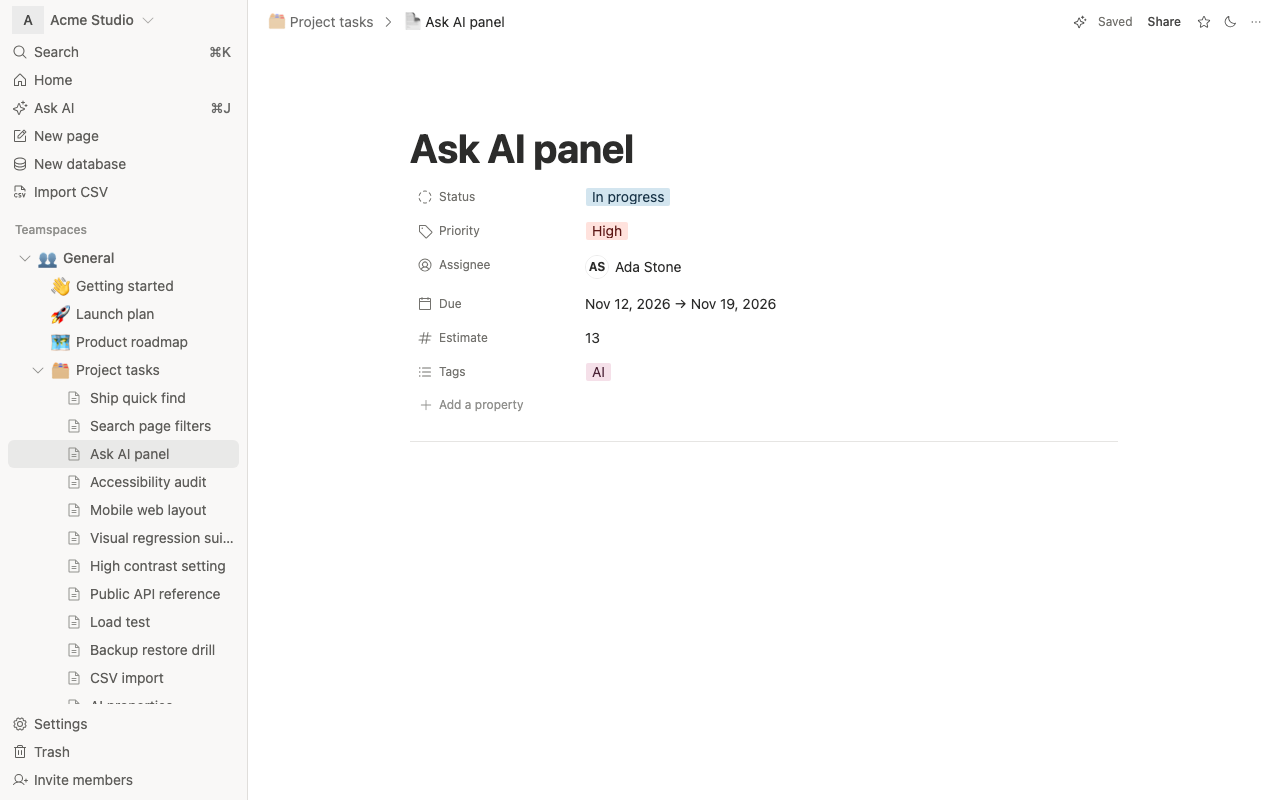 A Acme Studio
Search ⌘K
Home
Ask AI ⌘J
New page
New database
Import CSV
Teamspaces
General
Getting started
Launch plan
Product roadmap
Project tasks
Ship quick find
Search page filters
Ask AI panel
Accessibility audit
Mobile web layout
Visual regression sui...
High contrast setting
Public API reference
Load test
Backup restore drill
CSV import
AI properties
Settings
Trash
Invite members
Project tasks > Ask AI panel
Saved Share
Ask AI panel
Status In progress
Priority High
Assignee AS Ada Stone
Due Nov 12, 2026 → Nov 19, 2026
Estimate 13
Tags AI
Add a property